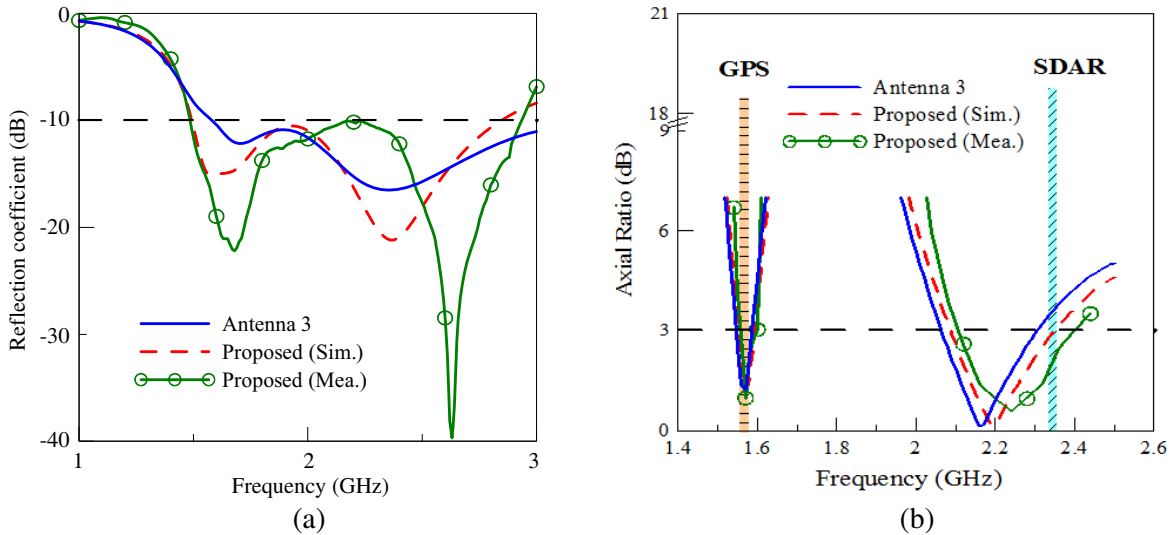 (a)
0
-10
-20
-30
-40
Reflection coefficient (dB)
Antenna 3
Proposed (Sim.)
Proposed (Mea.)
1
2
3
Frequency (GHz)
(b)
21
18
9
6
3
0
Axial Ratio (dB)
GPS
SDAR
Antenna 3
Proposed (Sim.)
Proposed (Mea.)
1.4
1.6
1.8
2
2.2
2.4
2.6
Frequency (GHz)